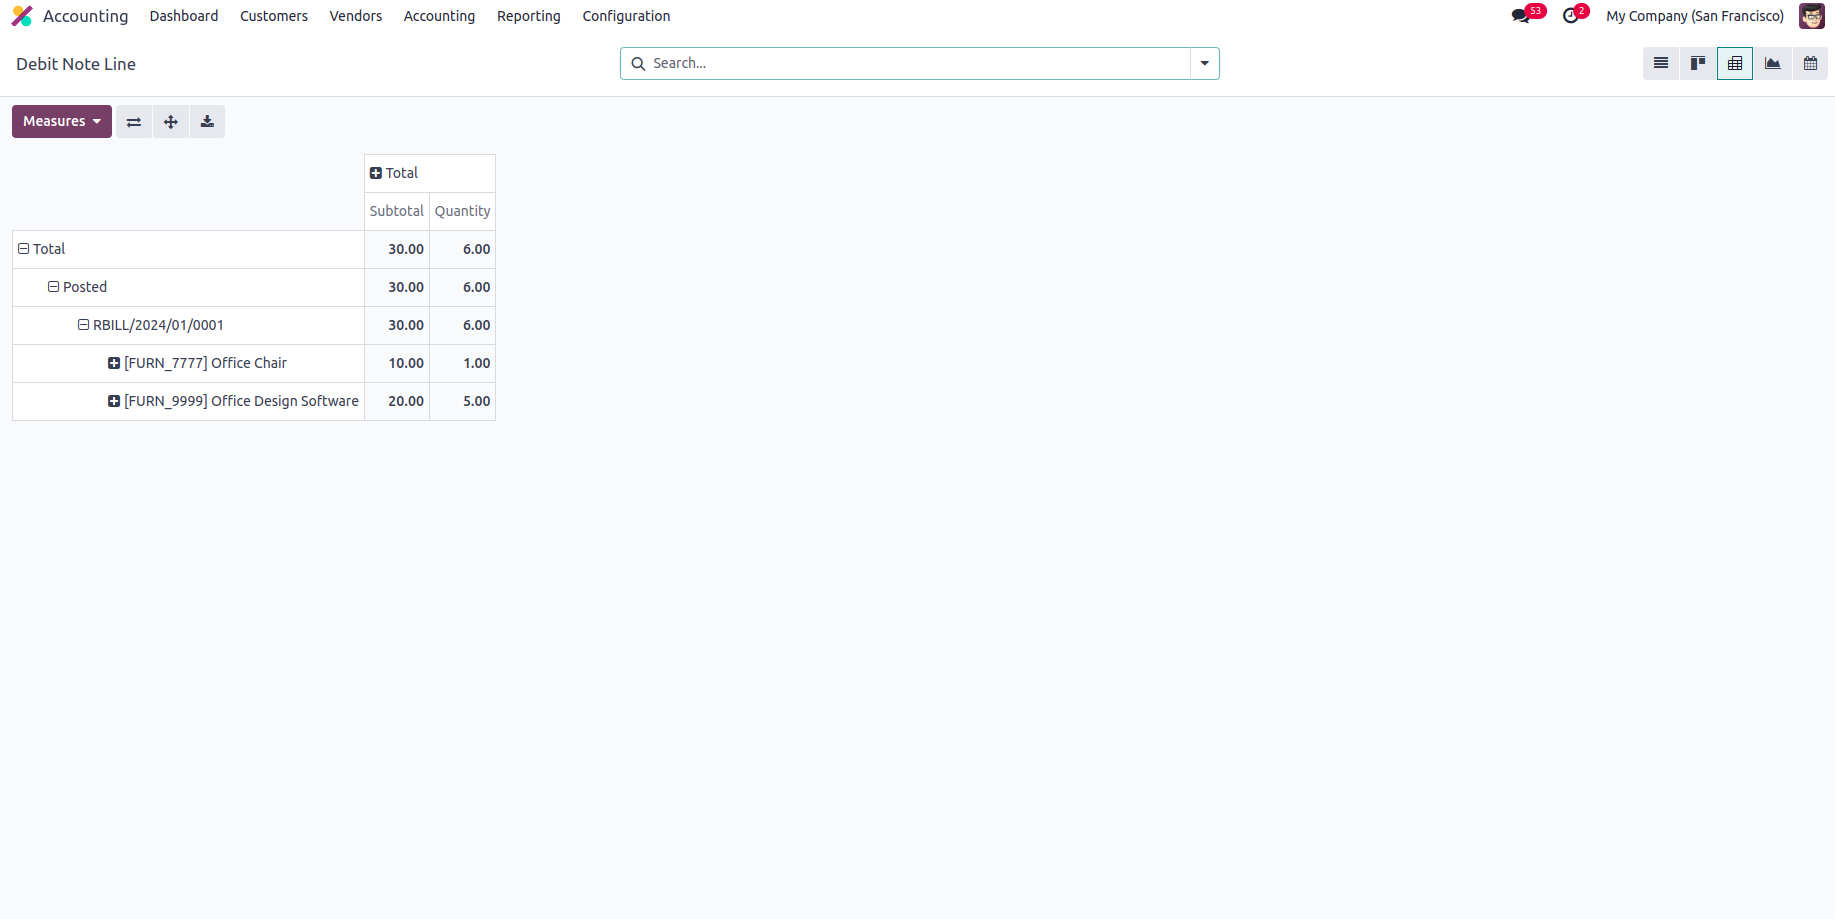 Accounting Dashboard Customers Vendors Accounting Reporting Configuration 53 2 My Company (San Francisco)
Debit Note Line Search...
Measures
Total
Subtotal Quantity
Total 30.00 6.00
Posted 30.00 6.00
RBILL/2024/01/0001 30.00 6.00
[FURN_7777] Office Chair 10.00 1.00
[FURN_9999] Office Design Software 20.00 5.00